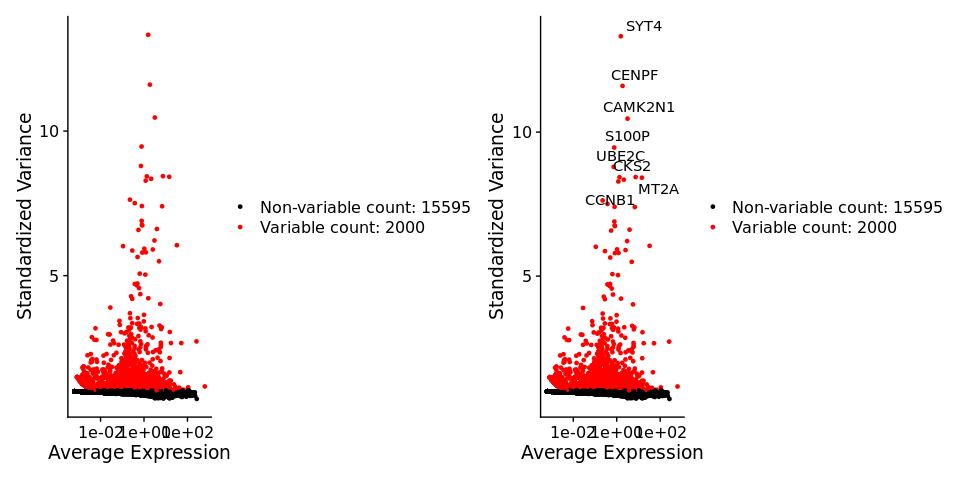 Standardized Variance
10
5
1e-02
1e+00
1e+02
Average Expression
Non-variable count: 15595
Variable count: 2000
Standardized Variance
10
5
SYT4
CENPF
CAMK2N1
S100P
UBE2C
CKS2
MT2A
CCNB1
1e-02
1e+00
1e+02
Average Expression
Non-variable count: 15595
Variable count: 2000